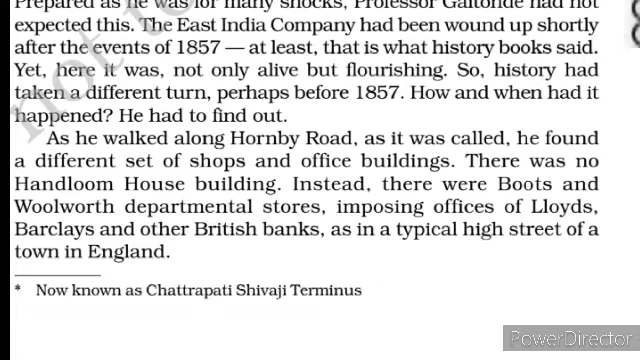 Prepared as he was for many shocks, Professor Gaitonde had not
expected this. The East India Company had been wound up shortly
after the events of 1857 — at least, that is what history books said.
Yet, here it was, not only alive but flourishing. So, history had
taken a different turn, perhaps before 1857. How and when had it
happened? He had to find out.
As he walked along Hornby Road, as it was called, he found
a different set of shops and office buildings. There was no
Handloom House building. Instead, there were Boots and
Woolworth departmental stores, imposing offices of Lloyds,
Barclays and other British banks, as in a typical high street of a
town in England.
* Now known as Chattrapati Shivaji Terminus
not to
PowerDirector